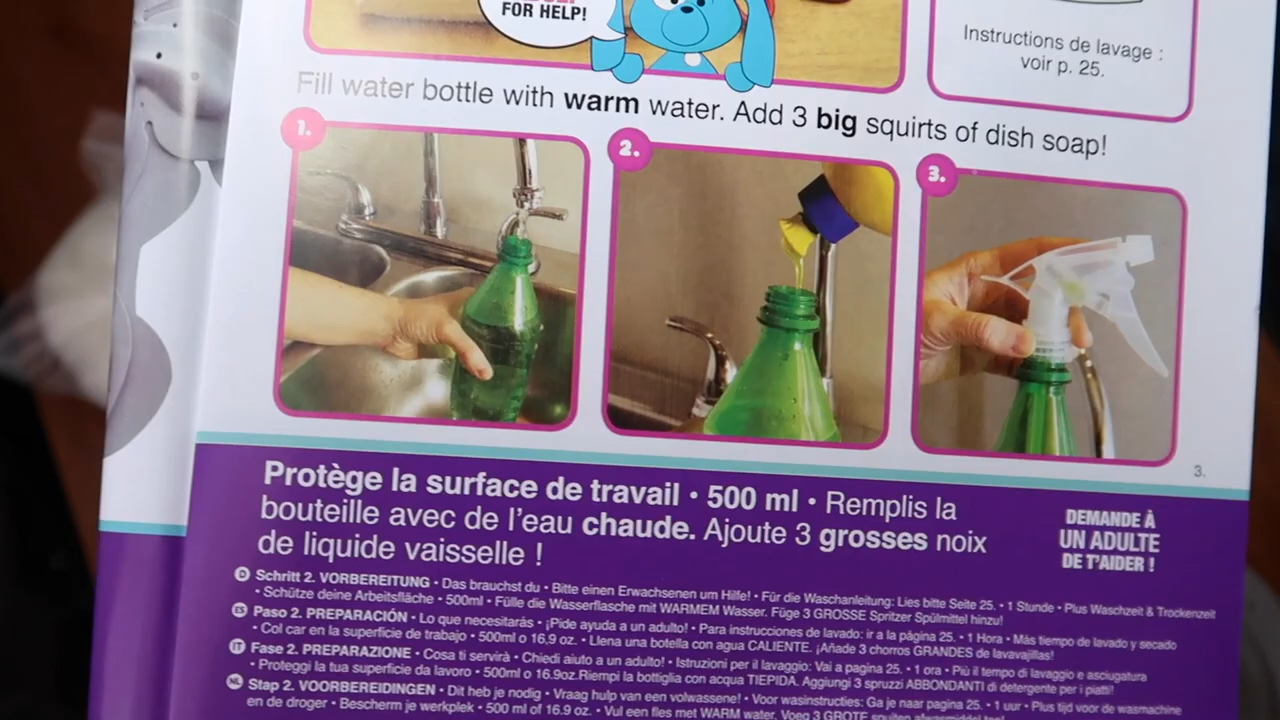 FOR HELP!
Instructions de lavage :
voir p. 25.
Fill water bottle with warm water. Add 3 big squirts of dish soap!
1.
2.
3.
3.
Protège la surface de travail • 500 ml • Remplis la
bouteille avec de l'eau chaude. Ajoute 3 grosses noix
de liquide vaisselle !
DEMANDE À
UN ADULTE
DE T'AIDER !
D Schritt 2. VORBEREITUNG • Das brauchst du • Bitte einen Erwachsenen um Hilfe! • Für die Waschanleitung: Lies bitte Seite 25. • 1 Stunde • Plus Waschzeit & Trockenzeit
• Schütze deine Arbeitsfläche • 500ml • Fülle die Wasserflasche mit WARMEM Wasser. Füge 3 GROSSE Spritzer Spülmittel hinzu!
ES Paso 2. PREPARACIÓN • Lo que necesitarás • ¡Pide ayuda a un adulto! • Para instrucciones de lavado: ir a la página 25. • 1 Hora • Más tiempo de lavado y secado
• Col car en la superficie de trabajo • 500ml o 16.9 oz. • Llena una botella con agua CALIENTE. ¡Añade 3 chorros GRANDES de lavavajillas!
IT Fase 2. PREPARAZIONE • Cosa ti servirà • Chiedi aiuto a un adulto! • Istruzioni per il lavaggio: Vai a pagina 25. • 1 ora • Più il tempo di lavaggio e asciugatura
• Proteggi la tua superficie da lavoro • 500ml o 16.9oz.Riempi la bottiglia con acqua TIEPIDA. Aggiungi 3 spruzzi ABBONDANTI di detergente per i piatti!
NL Stap 2. VOORBEREIDINGEN • Dit heb je nodig • Vraag hulp van een volwassene! • Voor wasinstructies: Ga je naar pagina 25. • 1 uur • Plus tijd voor de wasmachine
en de droger • Bescherm je werkplek • 500 ml of 16.9 oz. • Vul een fles met WARM water. Voeg 3 GROTE